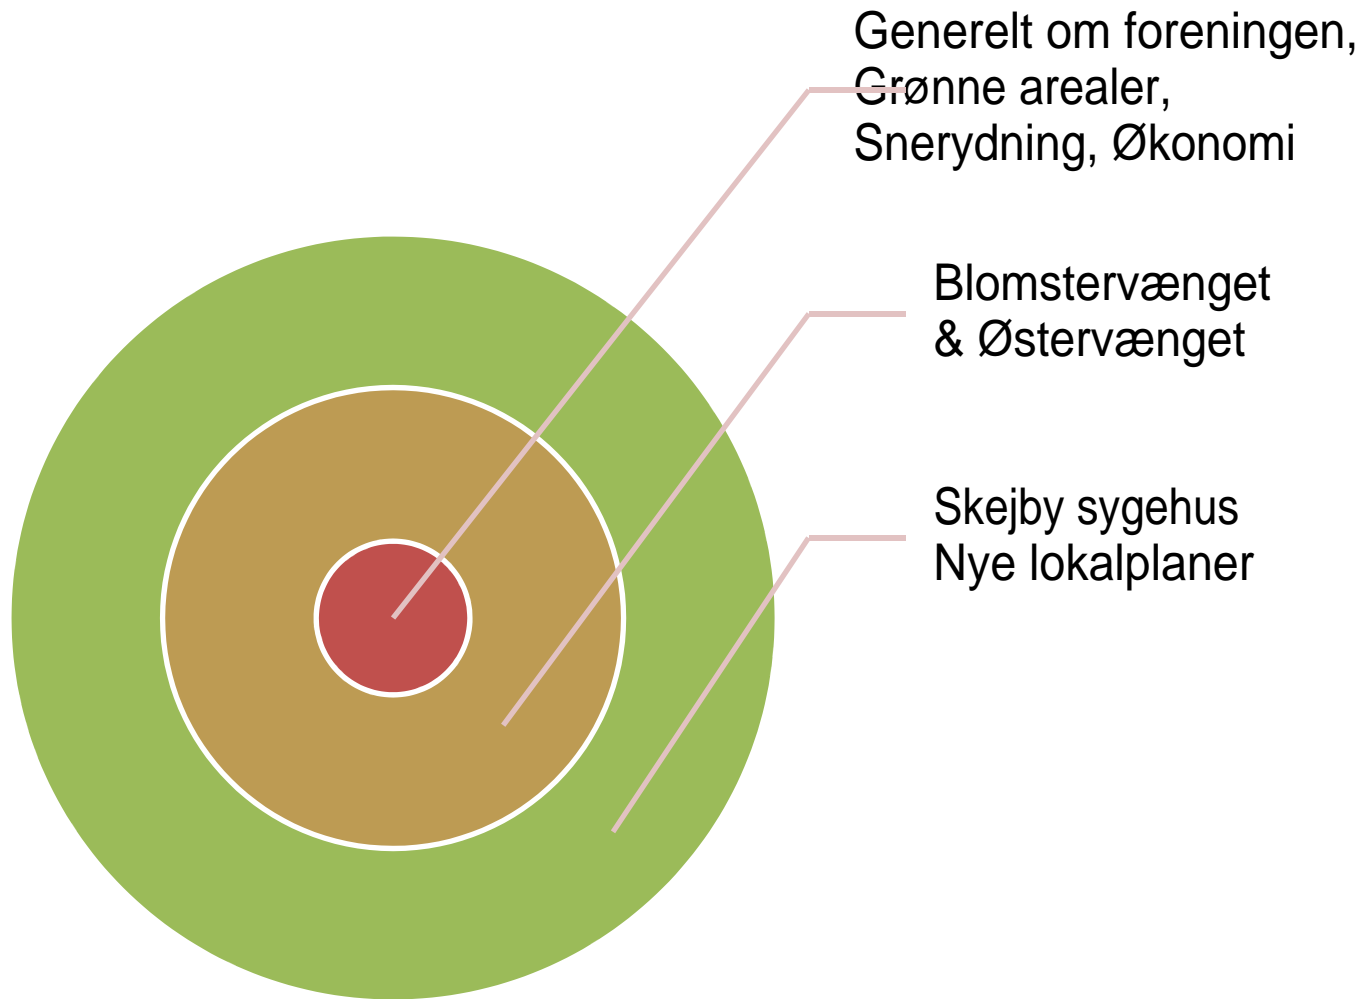 Generelt om foreningen,
Grønne arealer,
Snerydning, Økonomi
Blomstervænget
& Østervænget
Skejby sygehus
Nye lokalplaner